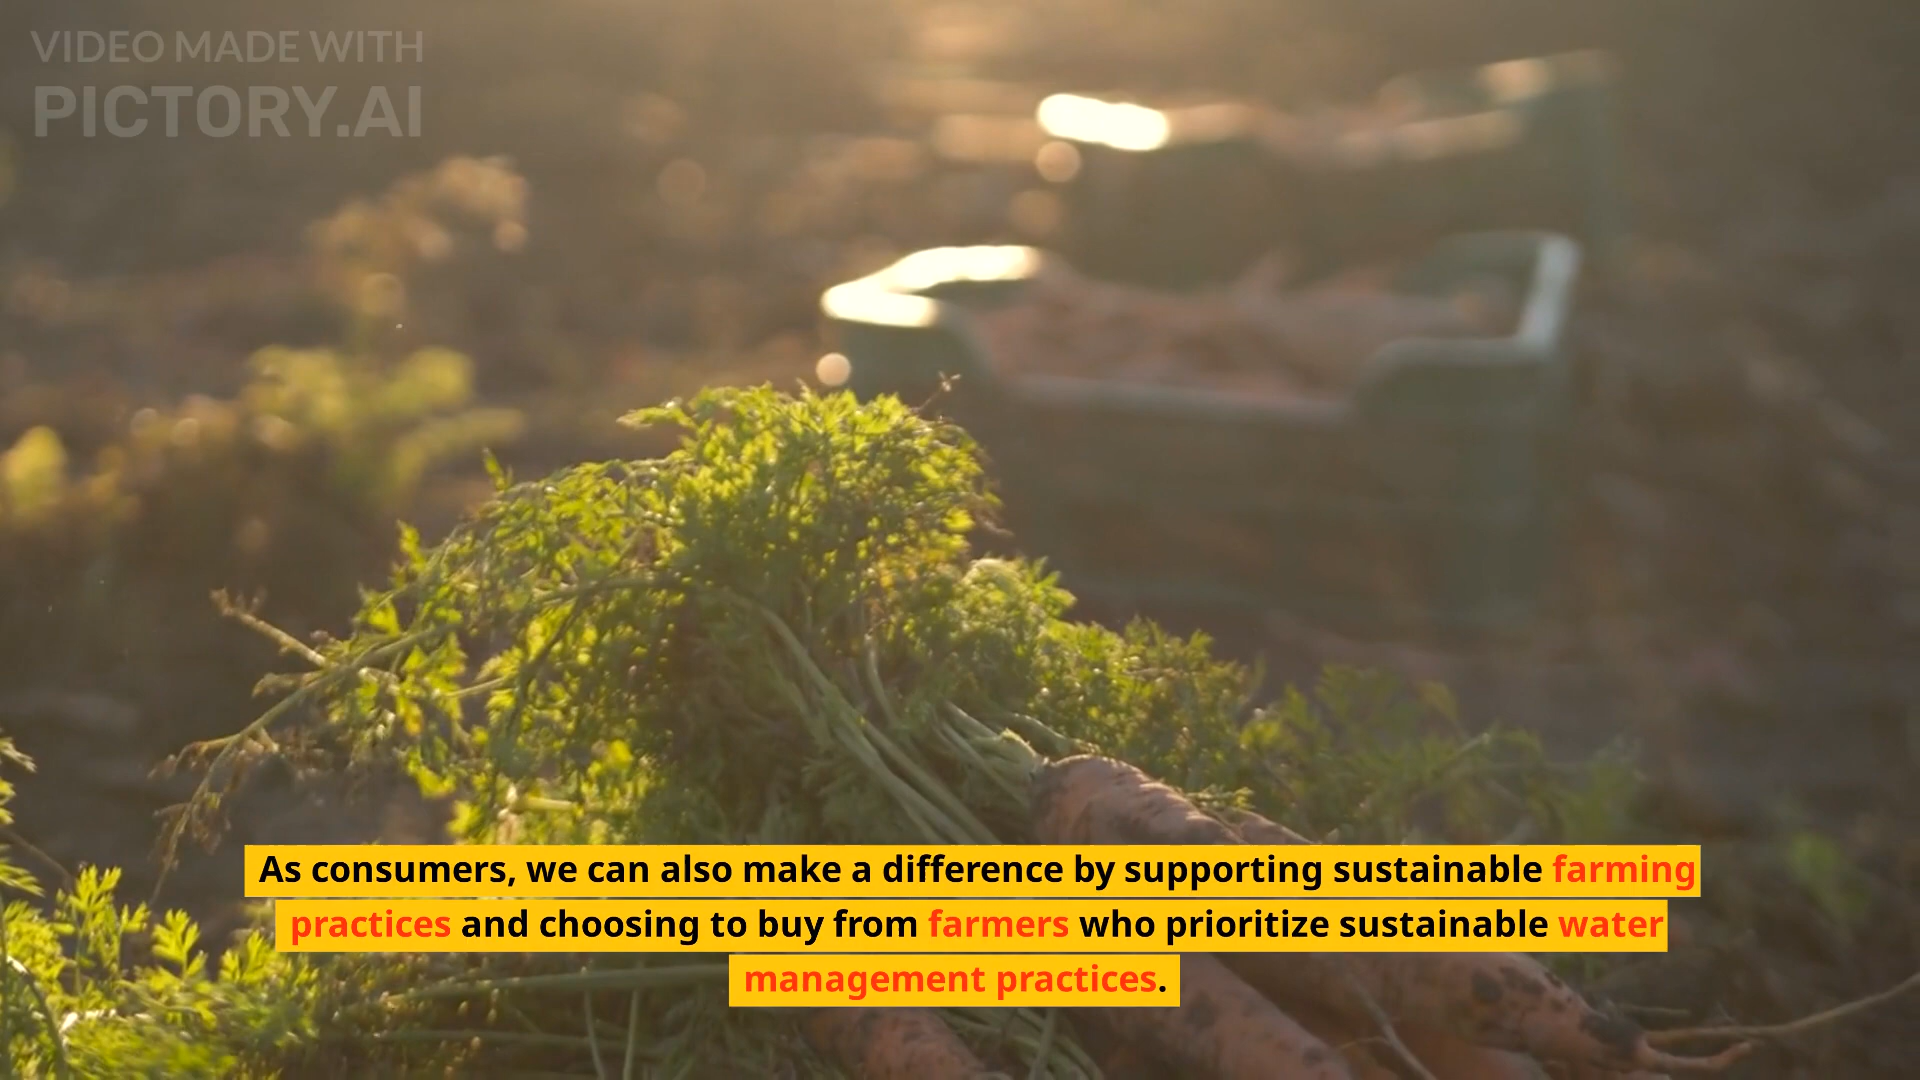 VIDEO MADE WITH
PICTORY.AI
As consumers, we can also make a difference by supporting sustainable farming
practices and choosing to buy from farmers who prioritize sustainable water
management practices.